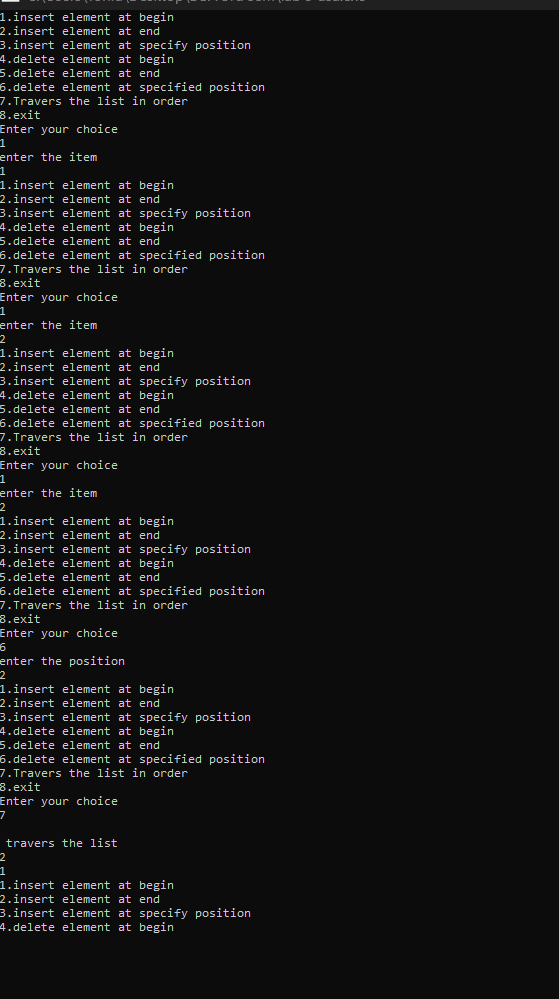 1.insert element at begin
2.insert element at end
3.insert element at specify position
4.delete element at begin
5.delete element at end
6.delete element at specified position
7.Travers the list in order
8.exit
Enter your choice
1
enter the item
1
1.insert element at begin
2.insert element at end
3.insert element at specify position
4.delete element at begin
5.delete element at end
6.delete element at specified position
7.Travers the list in order
8.exit
Enter your choice
1
enter the item
2
1.insert element at begin
2.insert element at end
3.insert element at specify position
4.delete element at begin
5.delete element at end
6.delete element at specified position
7.Travers the list in order
8.exit
Enter your choice
1
enter the item
2
1.insert element at begin
2.insert element at end
3.insert element at specify position
4.delete element at begin
5.delete element at end
6.delete element at specified position
7.Travers the list in order
8.exit
Enter your choice
6
enter the position
2
1.insert element at begin
2.insert element at end
3.insert element at specify position
4.delete element at begin
5.delete element at end
6.delete element at specified position
7.Travers the list in order
8.exit
Enter your choice
7
travers the list
2
1
1.insert element at begin
2.insert element at end
3.insert element at specify position
4.delete element at begin